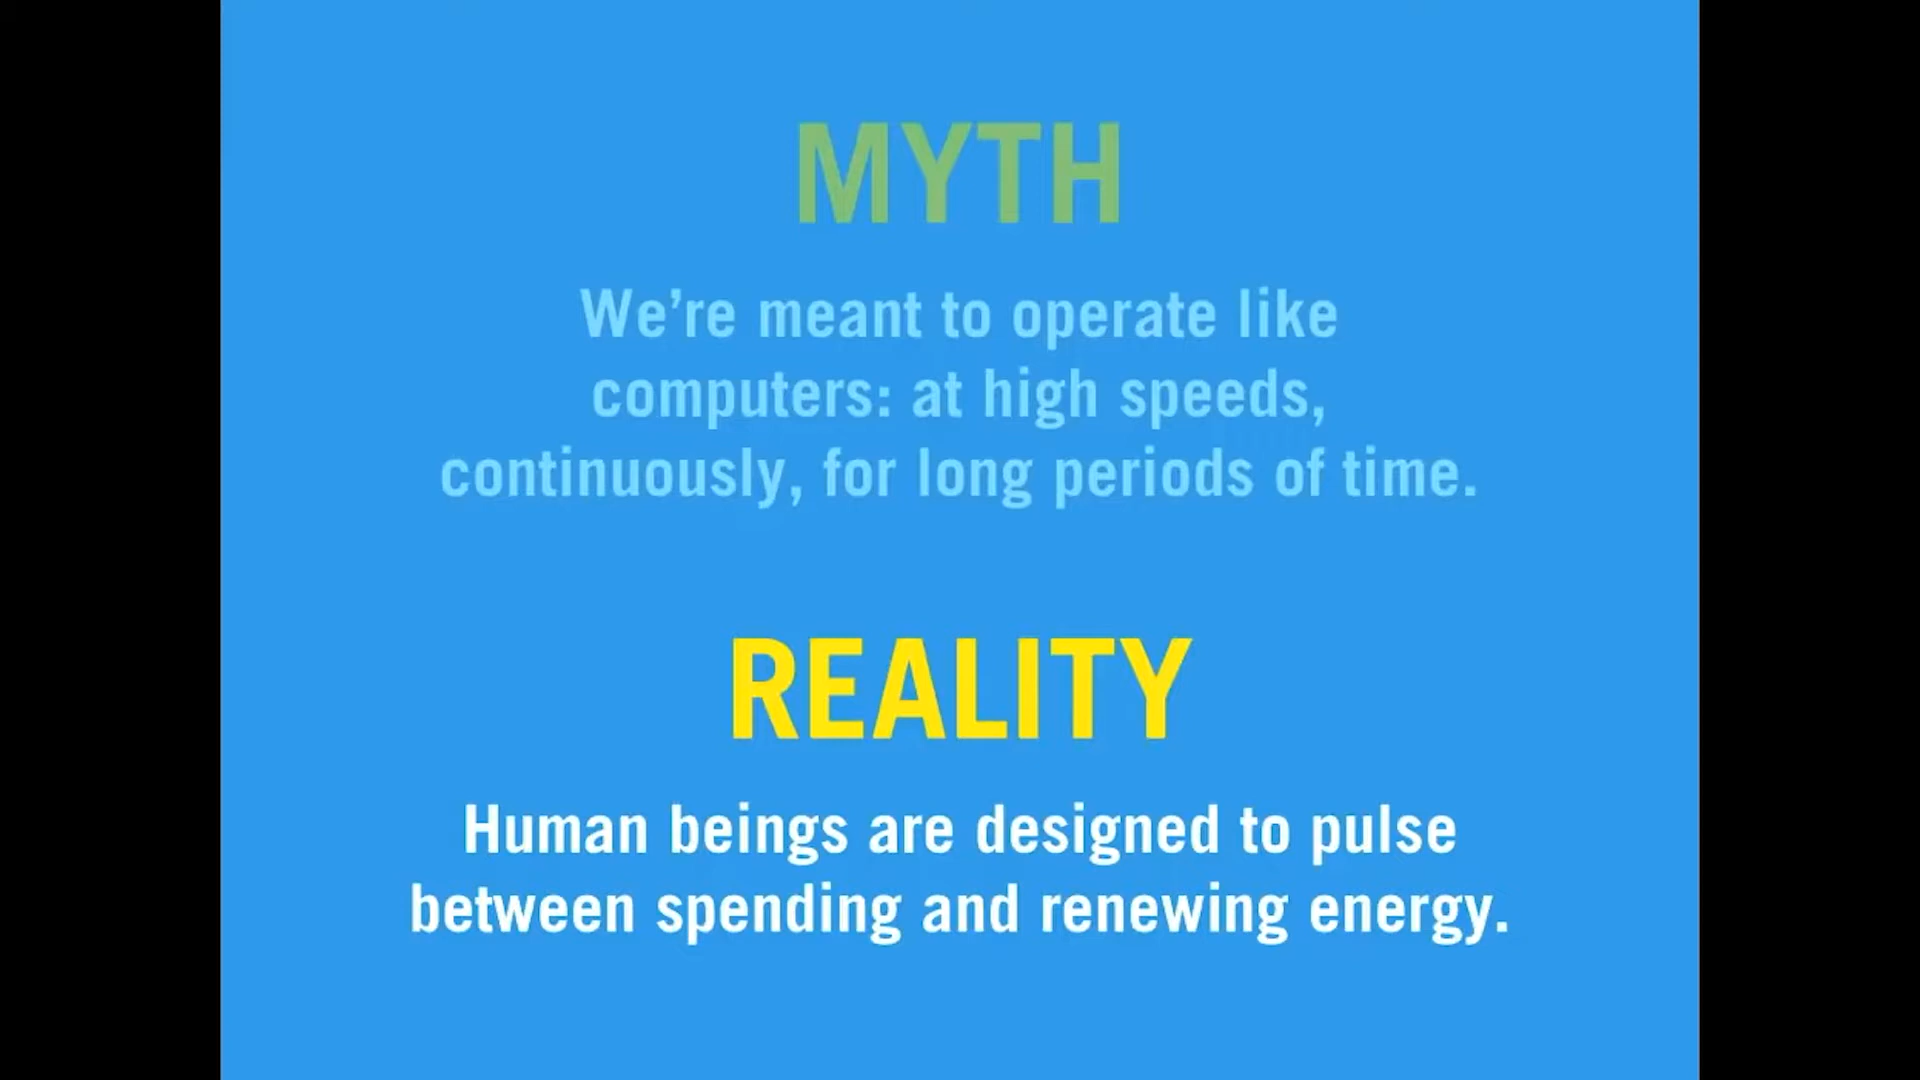 MYTH
We’re meant to operate like
computers: at high speeds,
continuously, for long periods of time.
REALITY
Human beings are designed to pulse
between spending and renewing energy.